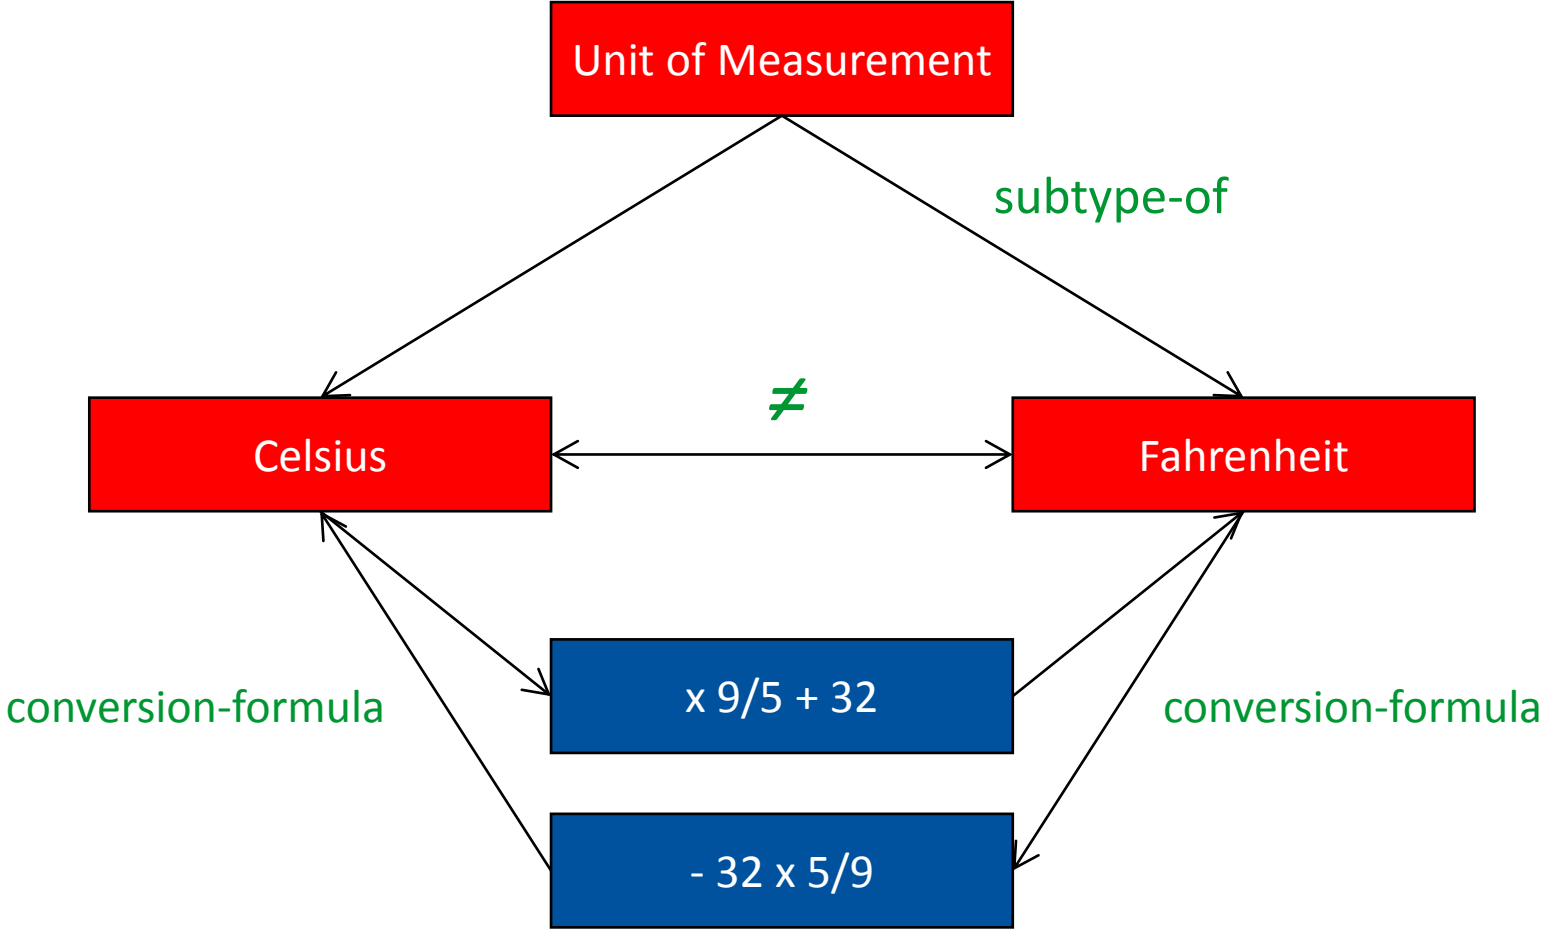 Unit of Measurement
subtype-of
≠
Celsius
Fahrenheit
x 9/5 + 32
conversion-formula
conversion-formula
- 32 x 5/9